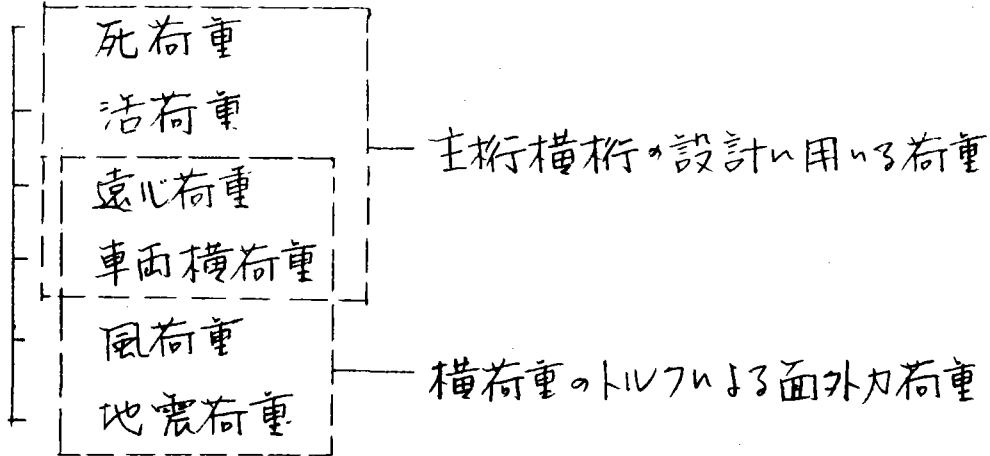 死荷重
活荷重
遠心荷重
車両横荷重
風荷重
地震荷重
主桁横桁の設計に用いる荷重
横荷重のトルクによる面外力荷重